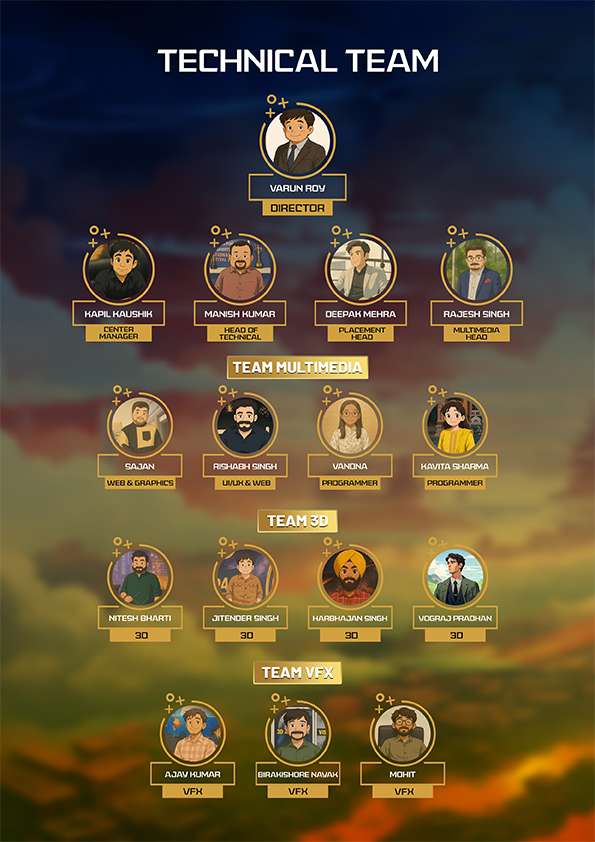 TECHNICAL TEAM
VARUN ROY
DIRECTOR
KAPIL KAUSHIK
MANISH KUMAR
DEEPAK MEHRA
RAJESH SINGH
CENTER
MANAGER
HEAD OF
TECHNICAL
PLACEMENT
HEAD
MULTIMEDIA
HEAD
TEAM MULTIMEDIA
SAJAN
RISHABH SINGH
VANDNA
KAVITA SHARMA
WEB & GRAPHICS
UI/UX & WEB
PROGRAMMER
PROGRAMMER
TEAM 3D
NITESH BHARTI
JITENDER SINGH
HARBHAJAN SINGH
VOGRAJ PRADHAN
3D
3D
3D
3D
TEAM VFX
AJAY KUMAR
BIRAKISHORE NAYAK
MOHIT
VFX
VFX
VFX